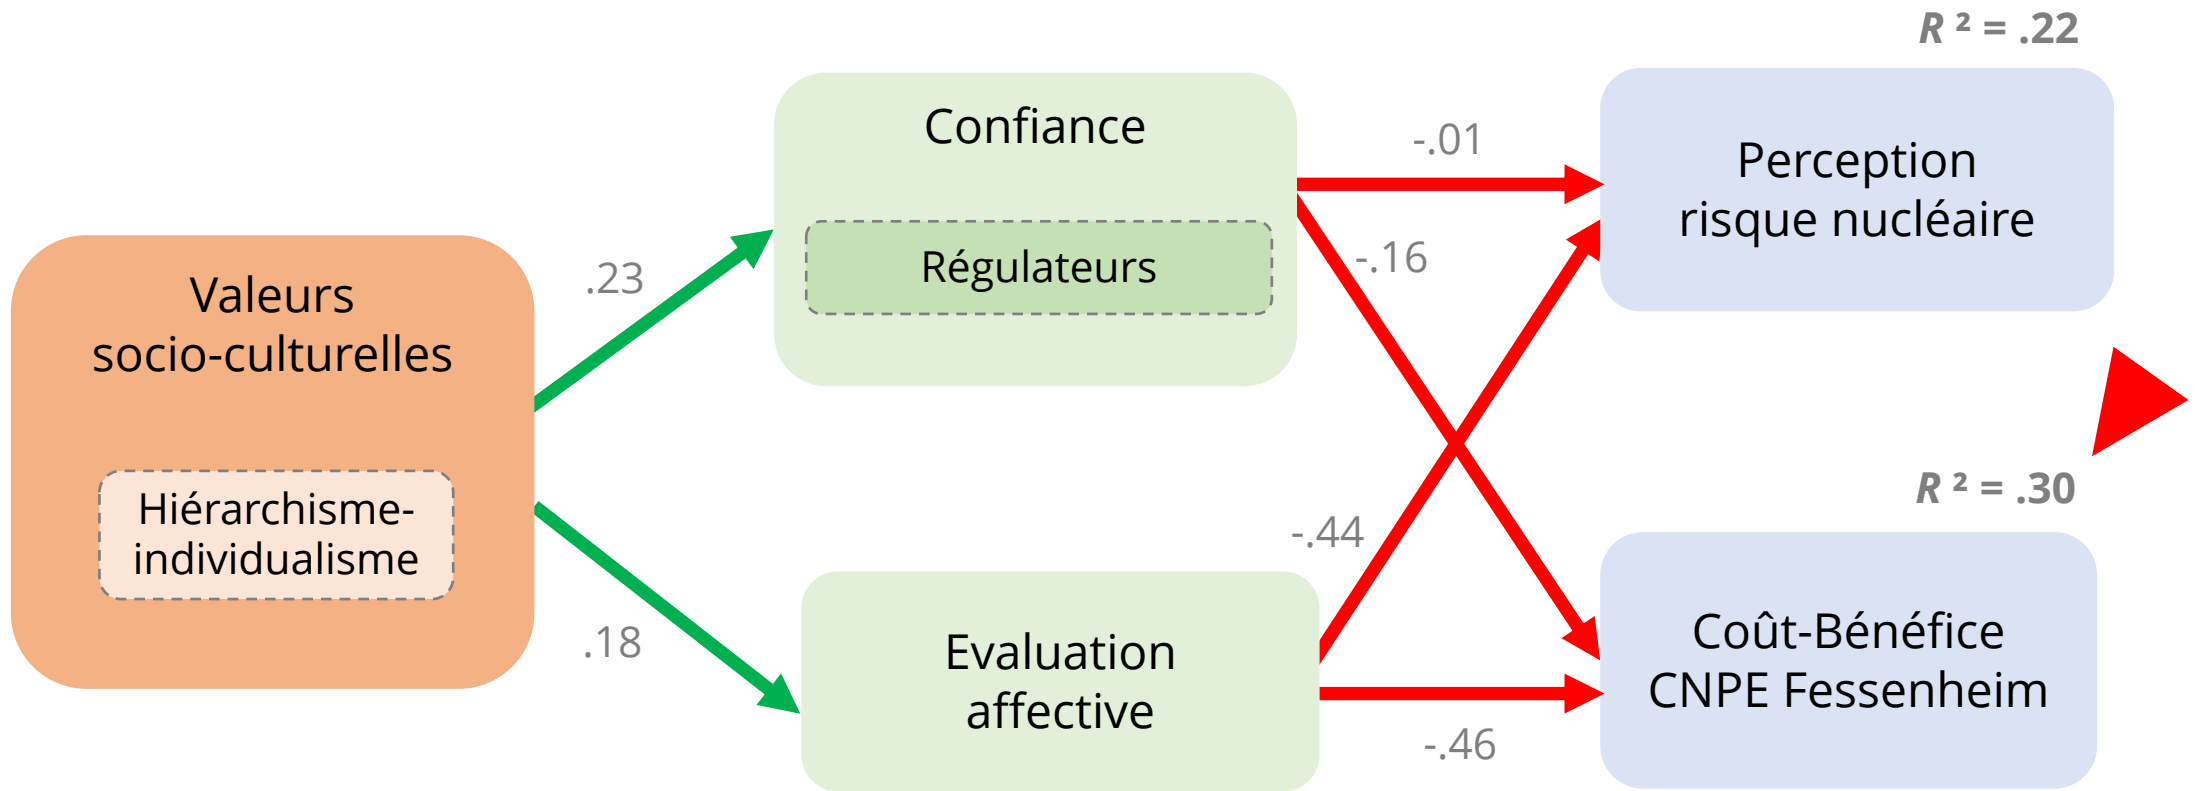 R ² = .22
Confiance
-.01
Perception
risque nucléaire
Régulateurs
-.16
.23
Valeurs
socio-culturelles
Hiérarchisme-
individualisme
R ² = .30
-.44
.18
Evaluation
affective
Coût-Bénéfice
CNPE Fessenheim
-.46